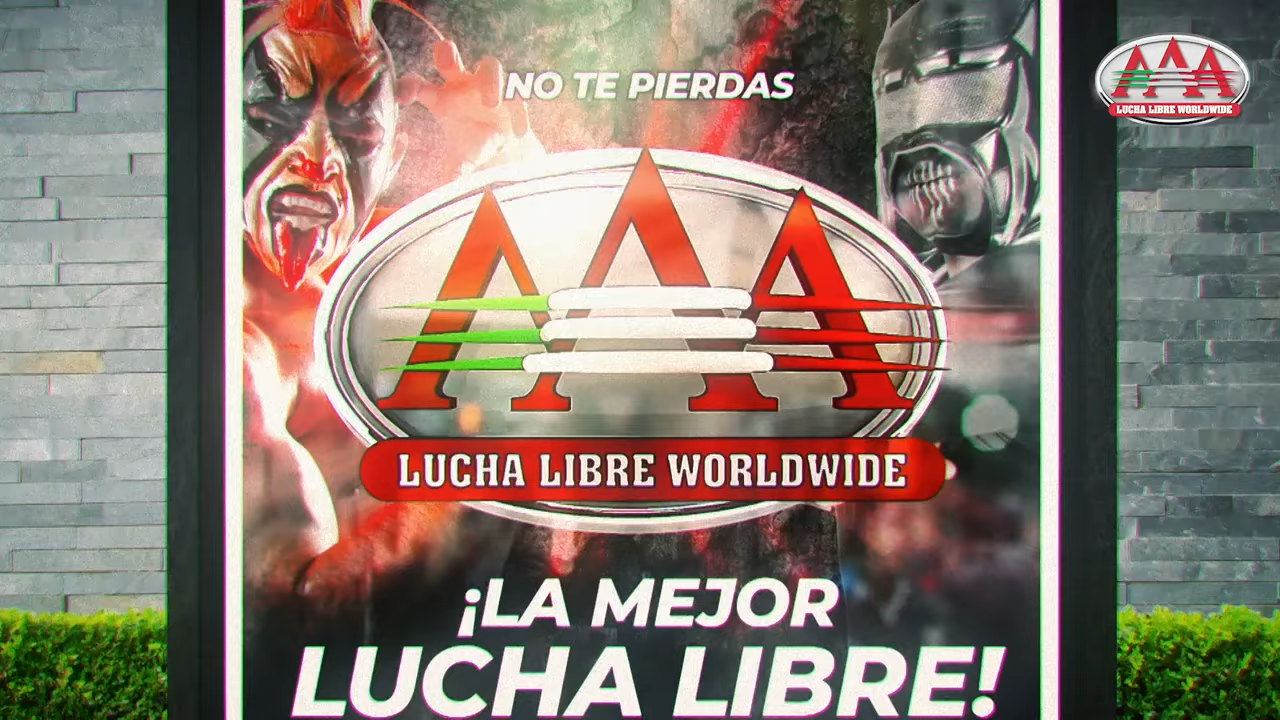 NO TE PIERDAS
AAA
LUCHA LIBRE WORLDWIDE
¡LA MEJOR
LUCHA LIBRE!
AAA
LUCHA LIBRE WORLDWIDE